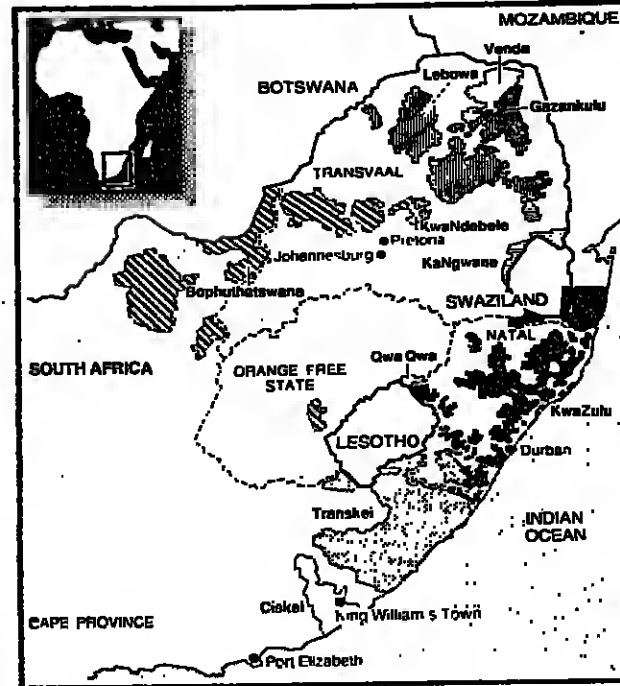 MOZAMBIQUE
Venda
Lebowa
BOTSWANA
Gazankulu
TRANSVAAL
KwaNdebele
Pretoria
Johannesburg
KaNgwane
Bophuthatswana
SWAZILAND
NATAL
SOUTH AFRICA
Qwa Qwa
ORANGE FREE
STATE
KwaZulu
LESOTHO
Durban
Transkei
INDIAN
OCEAN
Ciskei
King William s Town
CAPE PROVINCE
Port Elizabeth